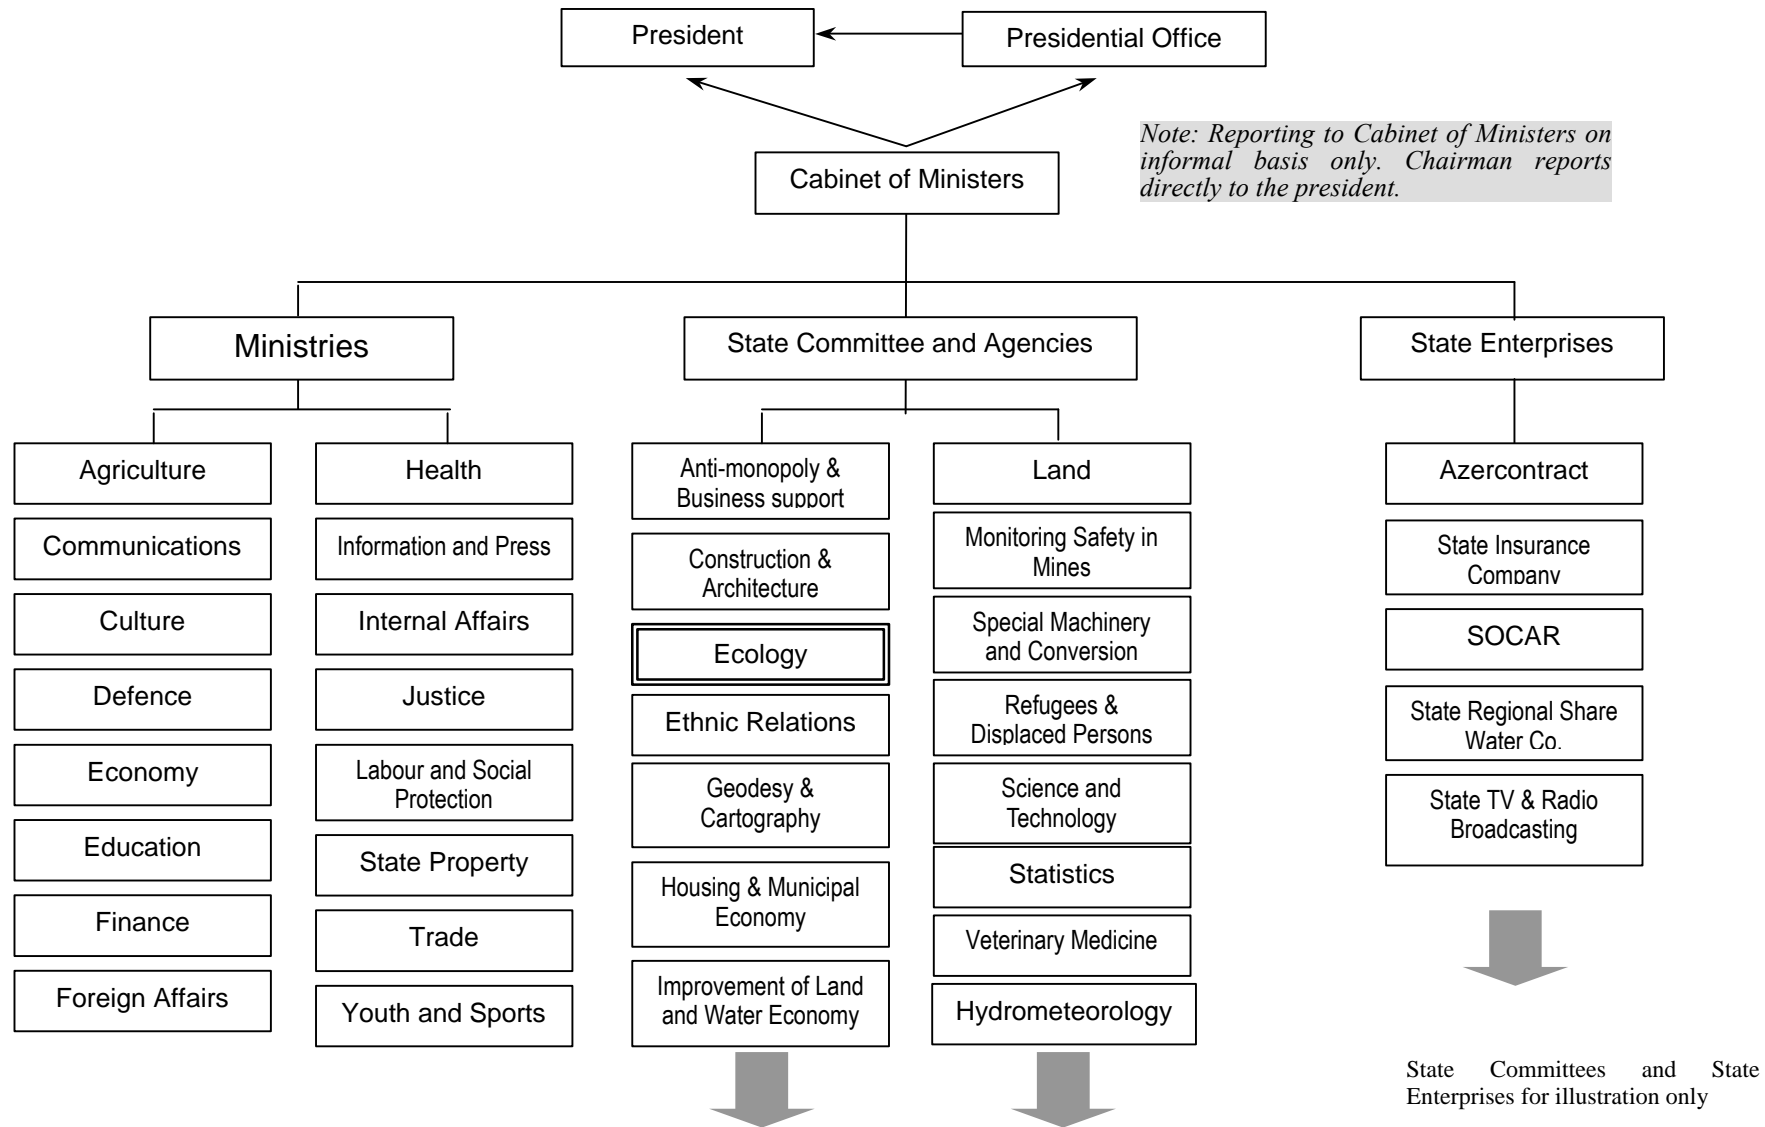 President
Presidential Office
Note: Reporting to Cabinet of Ministers on
informal basis only. Chairman reports
directly to the president.
Cabinet of Ministers
Ministries
State Committee and Agencies
State Enterprises
Agriculture
Communications
Culture
Defence
Economy
Education
Finance
Foreign Affairs
Health
Information and Press
Internal Affairs
Justice
Labour and Social
Protection
State Property
Trade
Youth and Sports
Anti-monopoly &
Business support
Construction &
Architecture
Ecology
Ethnic Relations
Geodesy &
Cartography
Housing & Municipal
Economy
Improvement of Land
and Water Economy
Land
Monitoring Safety in
Mines
Special Machinery
and Conversion
Refugees &
Displaced Persons
Science and
Technology
Statistics
Veterinary Medicine
Hydrometeorology
Azercontract
State Insurance
Company
SOCAR
State Regional Share
Water Co.
State TV & Radio
Broadcasting
State Committees and State
Enterprises for illustration only